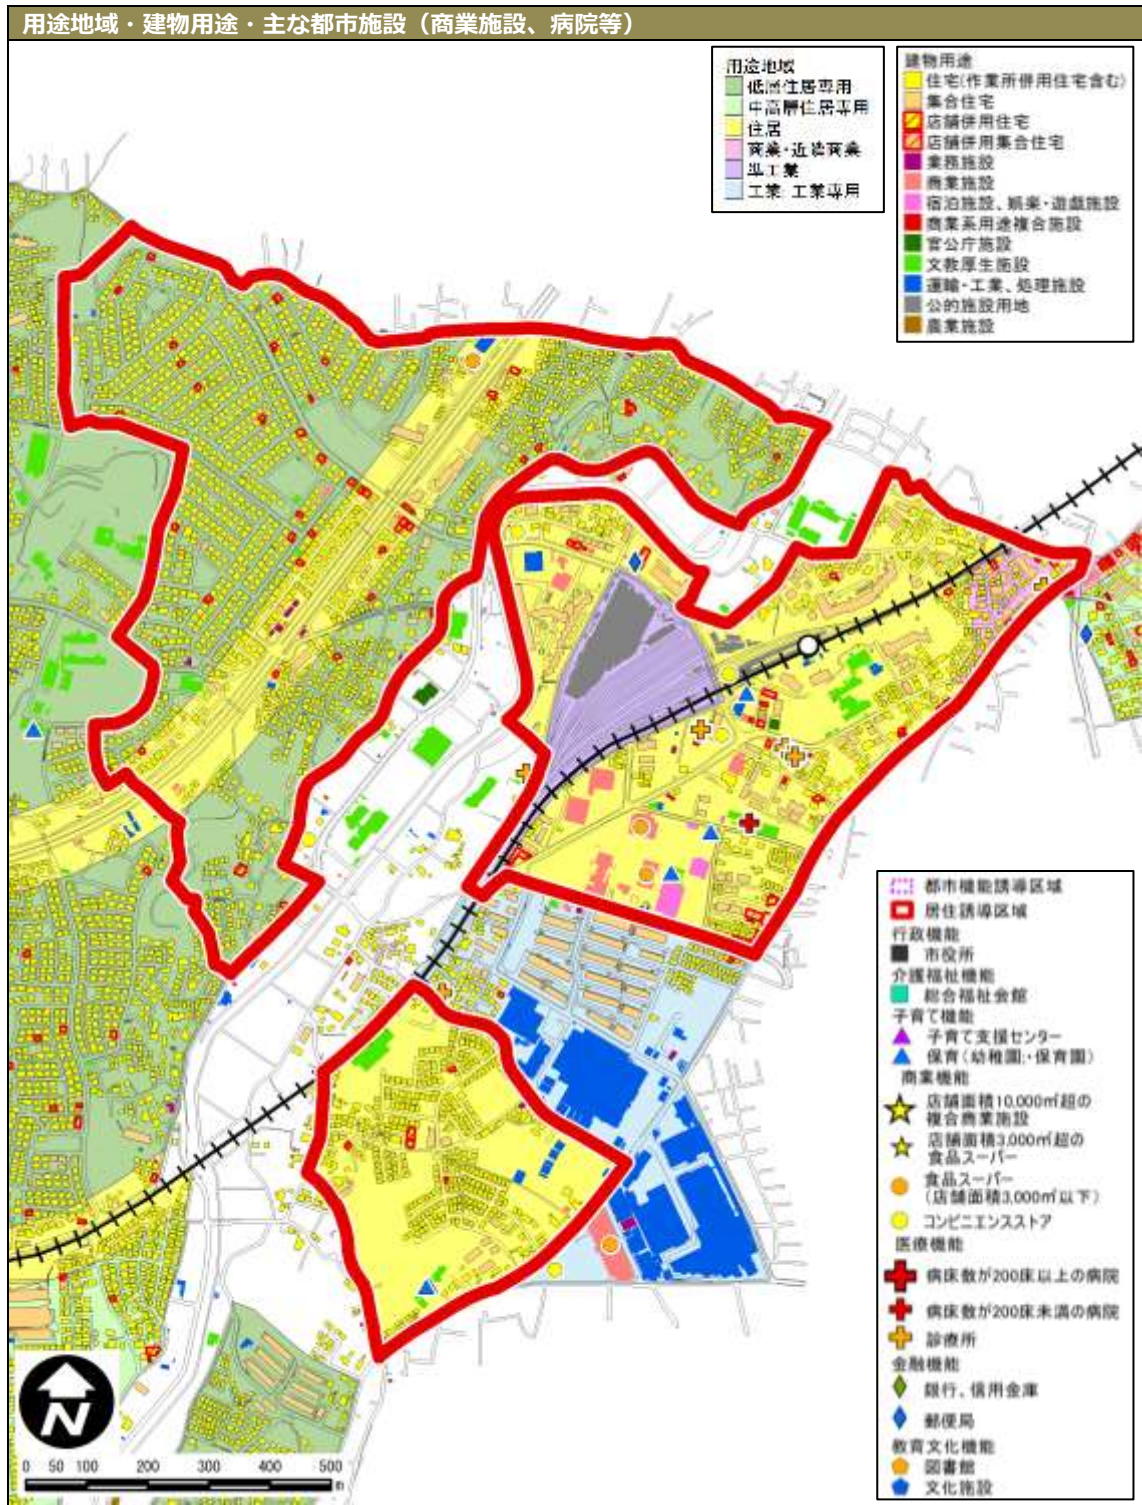 用途地域・建物用途・主な都市施設（商業施設、病院等）
用途地域
低層住居専用
中高層住居専用
住居
商業・近隣商業
準工業
工業・工業専用
建物用途
住宅(作業所併用住宅含む)
集合住宅
店舗併用住宅
店舗併用集合住宅
業務施設
商業施設
宿泊施設、娯楽・遊戯施設
商業系用途複合施設
官公庁施設
文教厚生施設
運輸・工業、処理施設
公的施設用地
農業施設
都市機能誘導区域
居住誘導区域
行政機能
市役所
介護福祉機能
総合福祉会館
子育て機能
子育て支援センター
保育（幼稚園・保育園）
商業機能
店舗面積10,000㎡超の
複合商業施設
店舗面積3,000㎡超の
食品スーパー
食品スーパー
（店舗面積3,000㎡以下）
コンビニエンスストア
医療機能
病床数が200床以上の病院
病床数が200床未満の病院
診療所
金融機能
銀行、信用金庫
郵便局
教育文化機能
図書館
文化施設
N
0 50 100 200 300 400 500
m